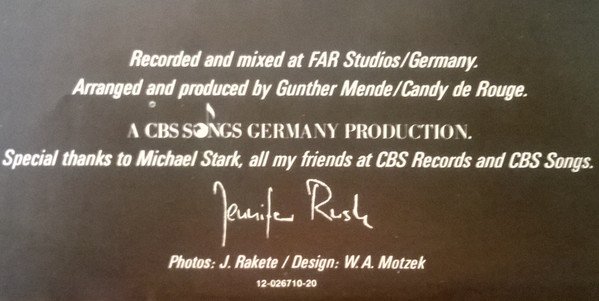 Recorded and mixed at FAR Studios/Germany.
Arranged and produced by Gunther Mende/Candy de Rouge.
A CBS SONGS GERMANY PRODUCTION.
Special thanks to Michael Stark, all my friends at CBS Records and CBS Songs.
Jennifer Rush
Photos: J. Rakete / Design: W. A. Motzek
12-026710-20